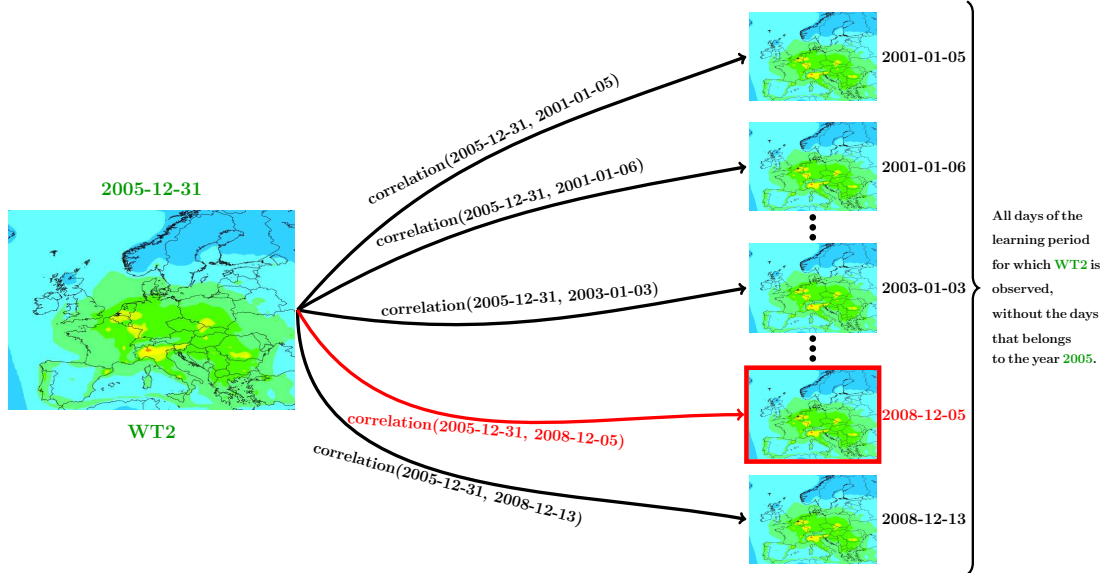 2005-12-31
WT2
correlation(2005-12-31, 2001-01-05)
correlation(2005-12-31, 2001-01-06)
correlation(2005-12-31, 2003-01-03)
correlation(2005-12-31, 2008-12-05)
correlation(2005-12-31, 2008-12-13)
2001-01-05
2001-01-06
2003-01-03
2008-12-05
2008-12-13
All days of the
learning period
for which WT2 is
observed,
without the days
that belongs
to the year 2005.